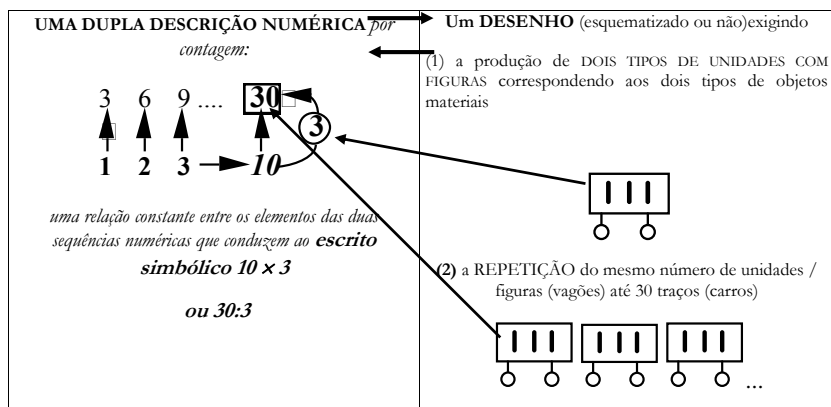 UMA DUPLA DESCRIÇÃO NUMÉRICA por
contagem:
3 6 9 .... 30
3
1 2 3 10
uma relação constante entre os elementos das duas
sequências numéricas que conduzem ao escrito
simbólico 10 × 3
ou 30:3
Um DESENHO (esquematizado ou não)exigindo
(1) a produção de DOIS TIPOS DE UNIDADES COM
FIGURAS correspondendo aos dois tipos de objetos
materiais
(2) a REPETIÇÃO do mesmo número de unidades /
figuras (vagões) até 30 traços (carros)
...